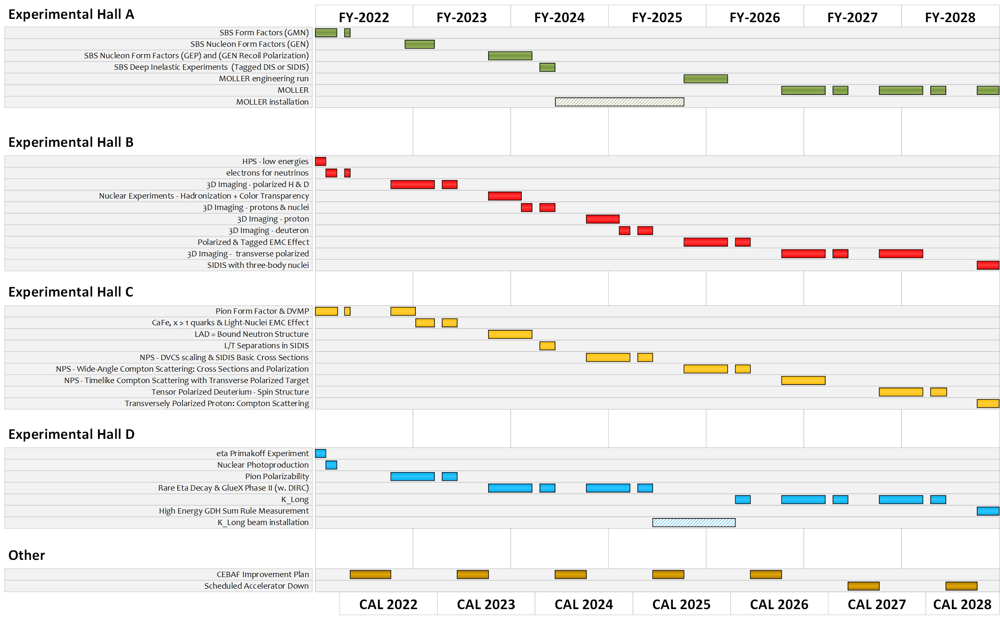 Experimental Hall A
FY-2022 FY-2023 FY-2024 FY-2025 FY-2026 FY-2027 FY-2028
SBS Form Factors (GMN)
SBS Nucleon Form Factors (GEN)
SBS Nucleon Form Factors (GEP) and (GEN Recoil Polarization)
SBS Deep Inelastic Experiments (Tagged DIS or SIDIS)
MOLLER engineering run
MOLLER
MOLLER installation
Experimental Hall B
HPS - low energies
electrons for neutrinos
3D Imaging - polarized H & D
Nuclear Experiments - Hadronization + Color Transparency
3D Imaging - protons & nuclei
3D Imaging - proton
3D Imaging - deuteron
Polarized & Tagged EMC Effect
3D Imaging - transverse polarized
SIDIS with three-body nuclei
Experimental Hall C
Pion Form Factor & DVMP
CaFe, x > 1 quarks & Light-Nuclei EMC Effect
LAD = Bound Neutron Structure
L/T Separations in SIDIS
NPS - DVCS scaling & SIDIS Basic Cross Sections
NPS - Wide-Angle Compton Scattering: Cross Sections and Polarization
NPS - Timelike Compton Scattering with Transverse Polarized Target
Tensor Polarized Deuterium - Spin Structure
Transversely Polarized Proton: Compton Scattering
Experimental Hall D
eta Primakoff Experiment
Nuclear Photoproduction
Pion Polarizability
Rare Eta Decay & GlueX Phase II (w. DIRC)
K_Long
High Energy GDH Sum Rule Measurement
K_Long beam installation
Other
CEBAF Improvement Plan
Scheduled Accelerator Down
CAL 2022 CAL 2023 CAL 2024 CAL 2025 CAL 2026 CAL 2027 CAL 2028